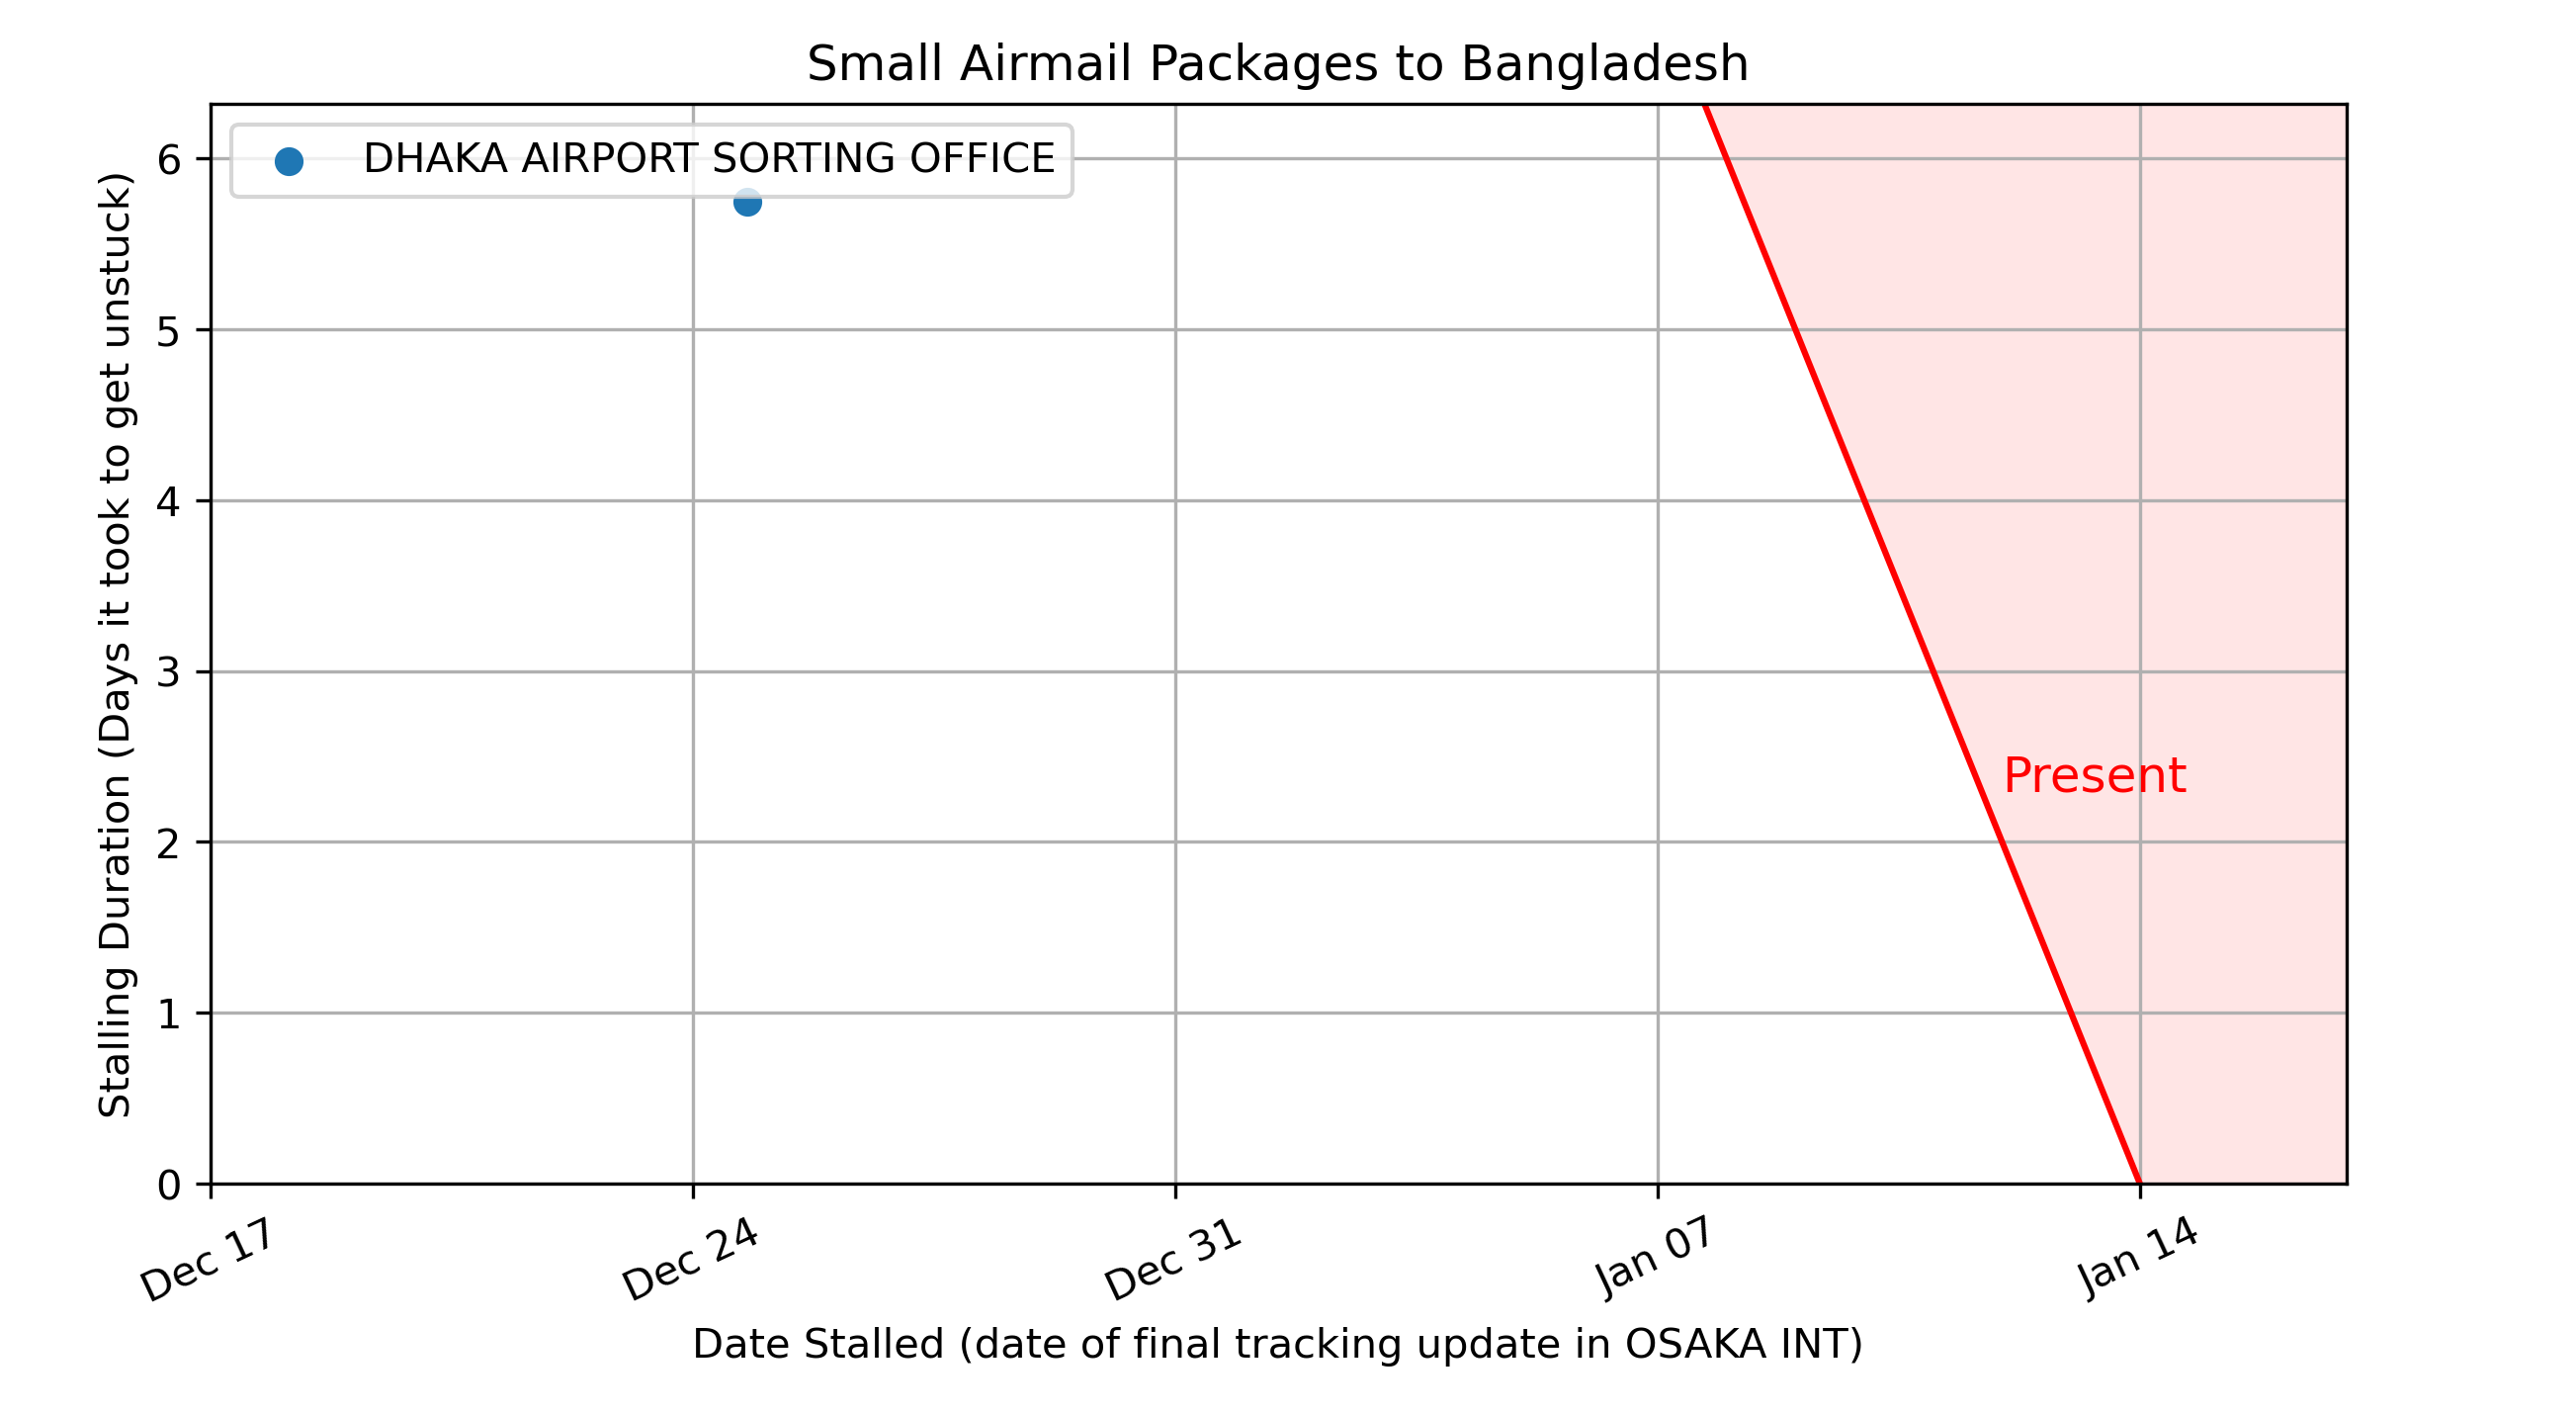 Small Airmail Packages to Bangladesh
DHAKA AIRPORT SORTING OFFICE
Stalling Duration (Days it took to get unstuck)
6
5
4
3
2
1
0
Present
Dec 17
Dec 24
Dec 31
Jan 07
Jan 14
Date Stalled (date of final tracking update in OSAKA INT)